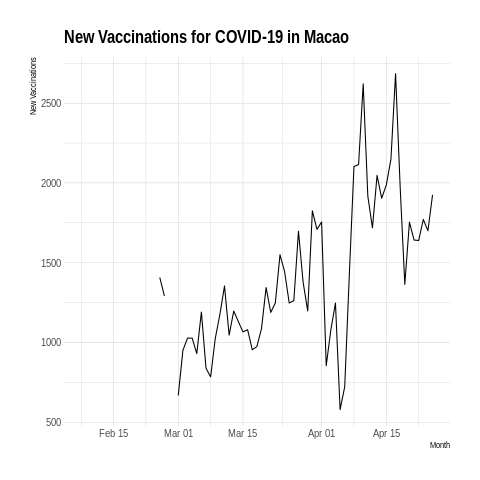 New Vaccinations for COVID-19 in Macao
New Vaccinations
2500
2000
1500
1000
500
Feb 15 Mar 01 Mar 15 Apr 01 Apr 15
Month